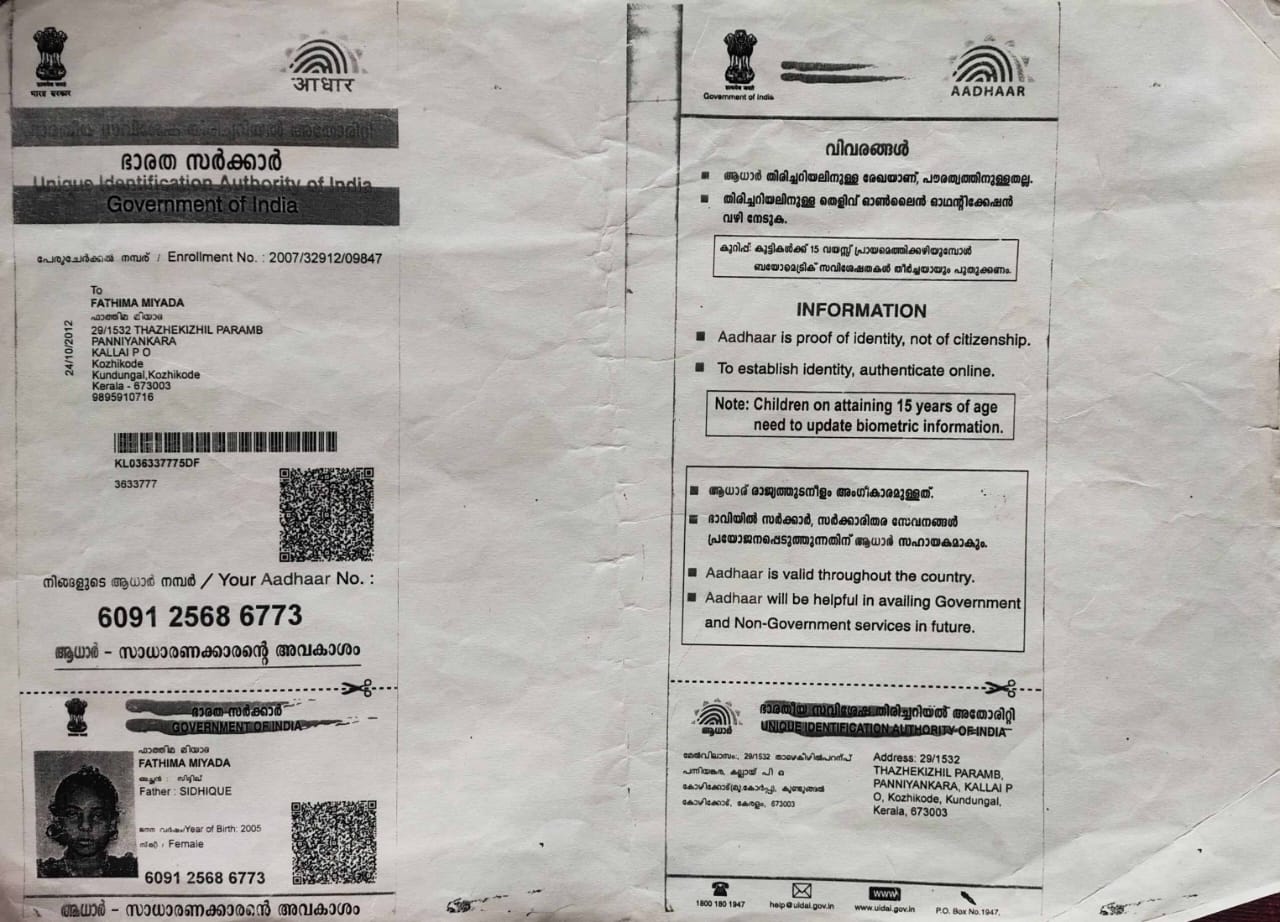 भारत सरकार
आधार
ഭാരതീയ സവിശേഷ തിരിച്ചറിയൽ അതോറിറ്റി
ഭാരത സർക്കാർ
Unique Identification Authority of India
Government of India
പേരുചേർക്കൽ നമ്പര് / Enrollment No. : 2007/32912/09847
24/10/2012
To
FATHIMA MIYADA
ഫാത്തിമ മിയാദ
29/1532 THAZHEKIZHIL PARAMB
PANNIYANKARA
KALLAI P O
Kozhikode
Kundungal,Kozhikode
Kerala - 673003
9895910716
KL036337775DF
3633777
നിങ്ങളുടെ ആധാർ നമ്പർ / Your Aadhaar No. :
6091 2568 6773
ആധാർ - സാധാരണക്കാരന്റെ അവകാശം
ഭാരത സർക്കാർ
GOVERNMENT OF INDIA
ഫാത്തിമ മിയാദ
FATHIMA MIYADA
അച്ഛൻ : സിദ്ദിഖ്
Father : SIDHIQUE
ജനന വർഷം/Year of Birth: 2005
സ്ത്രീ / Female
6091 2568 6773
ആധാർ - സാധാരണക്കാരന്റെ അവകാശം
Government of India
AADHAAR
വിവരങ്ങൾ
ആധാർ തിരിച്ചറിയലിനുള്ള രേഖയാണ്, പൗരത്വത്തിനുള്ളതല്ല.
തിരിച്ചറിയലിനുള്ള തെളിവ് ഓൺലൈൻ ഓഥന്റിക്കേഷൻ
വഴി നേടുക.
കുറിപ്പ്: കുട്ടികൾക്ക് 15 വയസ്സ് പ്രായമെത്തിക്കഴിയുമ്പോൾ
ബയോമെട്രിക് സവിശേഷതകൾ തീർച്ചയായും പുതുക്കണം.
INFORMATION
Aadhaar is proof of identity, not of citizenship.
To establish identity, authenticate online.
Note: Children on attaining 15 years of age
need to update biometric information.
ആധാര് രാജ്യത്തുടനീളം അംഗീകാരമുള്ളത്.
ഭാവിയിൽ സർക്കാർ, സർക്കാരിതര സേവനങ്ങൾ
പ്രയോജനപ്പെടുത്തുന്നതിന് ആധാർ സഹായകമാകും.
Aadhaar is valid throughout the country.
Aadhaar will be helpful in availing Government
and Non-Government services in future.
ആധാർ
ഭാരതീയ സവിശേഷ തിരിച്ചറിയൽ അതോറിറ്റി
UNIQUE IDENTIFICATION AUTHORITY OF INDIA
മേൽവിലാസം:, 29/1532 താഴെകിഴിൽപറന്പ്
പന്നിയങ്കര, കല്ലായ് പി ഒ
കോഴിക്കോട്(മു.കോർപ്പ), കുണ്ടുങ്ങൽ
കോഴിക്കോട്, കേരളം, 673003
Address: 29/1532
THAZHEKIZHIL PARAMB,
PANNIYANKARA, KALLAI P
O, Kozhikode, Kundungal,
Kerala, 673003
1800 180 1947
help@uidai.gov.in
www
www.uidai.gov.in
P.O. Box No.1947,